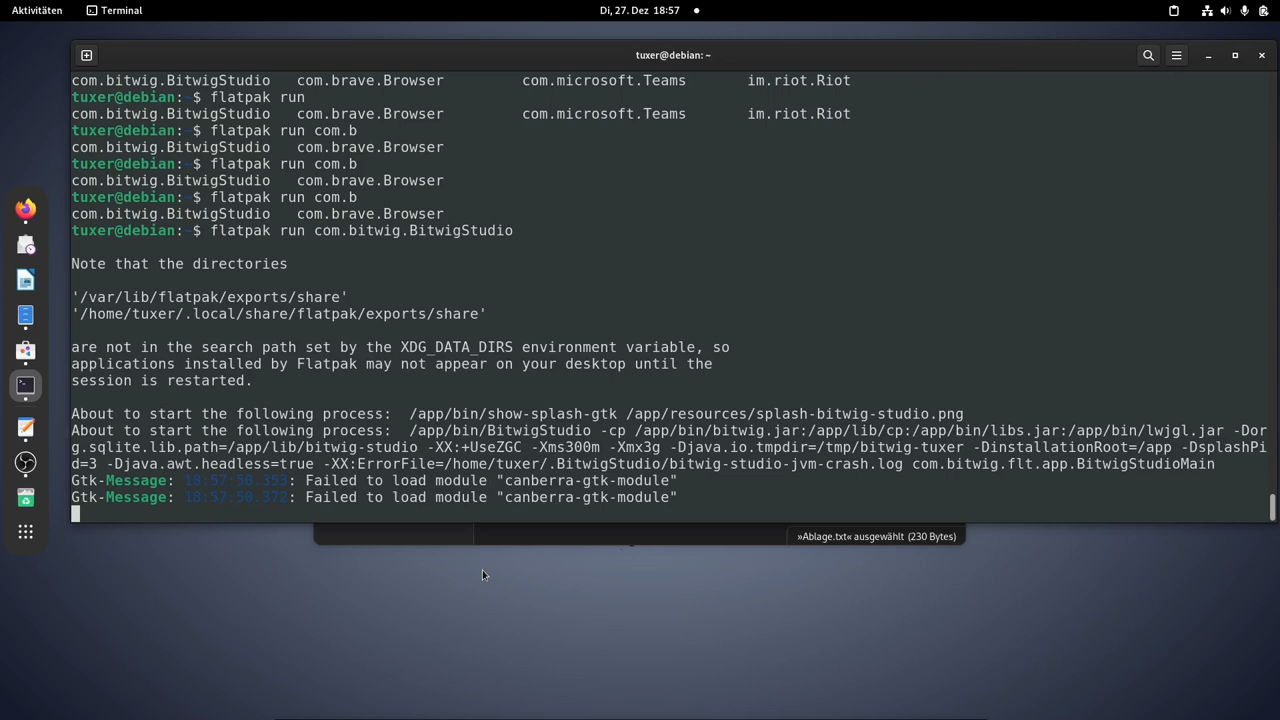 Aktivitäten Terminal Di, 27. Dez 18:57
tuxer@debian: ~
com.bitwig.BitwigStudio com.brave.Browser com.microsoft.Teams im.riot.Riot
tuxer@debian:~$ flatpak run
com.bitwig.BitwigStudio com.brave.Browser com.microsoft.Teams im.riot.Riot
tuxer@debian:~$ flatpak run com.b
com.bitwig.BitwigStudio com.brave.Browser
tuxer@debian:~$ flatpak run com.b
com.bitwig.BitwigStudio com.brave.Browser
tuxer@debian:~$ flatpak run com.b
com.bitwig.BitwigStudio com.brave.Browser
tuxer@debian:~$ flatpak run com.bitwig.BitwigStudio
Note that the directories
'/var/lib/flatpak/exports/share'
'/home/tuxer/.local/share/flatpak/exports/share'
are not in the search path set by the XDG_DATA_DIRS environment variable, so
applications installed by Flatpak may not appear on your desktop until the
session is restarted.
About to start the following process: /app/bin/show-splash-gtk /app/resources/splash-bitwig-studio.png
About to start the following process: /app/bin/BitwigStudio -cp /app/bin/bitwig.jar:/app/lib/cp:/app/bin/libs.jar:/app/bin/lwjgl.jar -Dor
g.sqlite.lib.path=/app/lib/bitwig-studio -XX:+UseZGC -Xms300m -Xmx3g -Djava.io.tmpdir=/tmp/bitwig-tuxer -DinstallationRoot=/app -DsplashPi
d=3 -Djava.awt.headless=true -XX:ErrorFile=/home/tuxer/.BitwigStudio/bitwig-studio-jvm-crash.log com.bitwig.flt.app.BitwigStudioMain
Gtk-Message: 18:57:50.353: Failed to load module "canberra-gtk-module"
Gtk-Message: 18:57:50.372: Failed to load module "canberra-gtk-module"
»Ablage.txt« ausgewählt (230 Bytes)